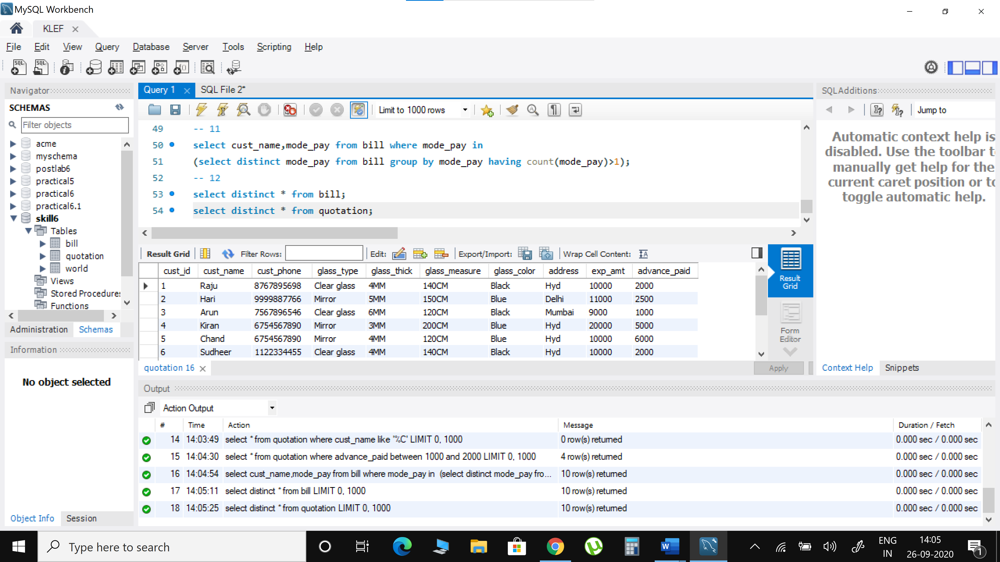 MySQL Workbench
KLEF
File Edit View Query Database Server Tools Scripting Help
Navigator
SCHEMAS
Filter objects
acme
myschema
postlab6
practical5
practical6
practical6.1
skill6
Tables
bill
quotation
world
Views
Stored Procedures
Functions
Administration Schemas
Information
No object selected
Object Info Session
Query 1 SQL File 2*
Limit to 1000 rows
49 -- 11
50 select cust_name,mode_pay from bill where mode_pay in
51 (select distinct mode_pay from bill group by mode_pay having count(mode_pay)>1);
52 -- 12
53 select distinct * from bill;
54 select distinct * from quotation;
Result Grid Filter Rows: Edit: Export/Import: Wrap Cell Content:
cust_id cust_name cust_phone glass_type glass_thick glass_measure glass_color address exp_amt advance_paid
1 Raju 8767895698 Clear glass 4MM 140CM Black Hyd 10000 2000
2 Hari 9999887766 Mirror 5MM 150CM Blue Delhi 11000 2500
3 Arun 7567896546 Clear glass 6MM 120CM Black Mumbai 9000 1000
4 Kiran 6754567890 Mirror 3MM 200CM Blue Hyd 20000 5000
5 Chand 6754567890 Mirror 4MM 120CM Blue Hyd 10000 6000
6 Sudheer 1122334455 Clear glass 4MM 140CM Black Hyd 10000 2000
Result
Grid
Form
Editor
quotation 16
Apply
SQLAdditions
Jump to
Automatic context help is
disabled. Use the toolbar t
manually get help for the
current caret position or to
toggle automatic help.
Context Help Snippets
Output
Action Output
# Time Action Message Duration / Fetch
14 14:03:49 select * from quotation where cust_name like "%C" LIMIT 0, 1000 0 row(s) returned 0.000 sec / 0.000 sec
15 14:04:30 select * from quotation where advance_paid between 1000 and 2000 LIMIT 0, 1000 4 row(s) returned 0.000 sec / 0.000 sec
16 14:04:54 select cust_name,mode_pay from bill where mode_pay in (select distinct mode_pay fro... 10 row(s) returned 0.000 sec / 0.000 sec
17 14:05:11 select distinct * from bill LIMIT 0, 1000 10 row(s) returned 0.000 sec / 0.000 sec
18 14:05:25 select distinct * from quotation LIMIT 0, 1000 10 row(s) returned 0.000 sec / 0.000 sec
Type here to search
ENG
IN
14:05
26-09-2020
1